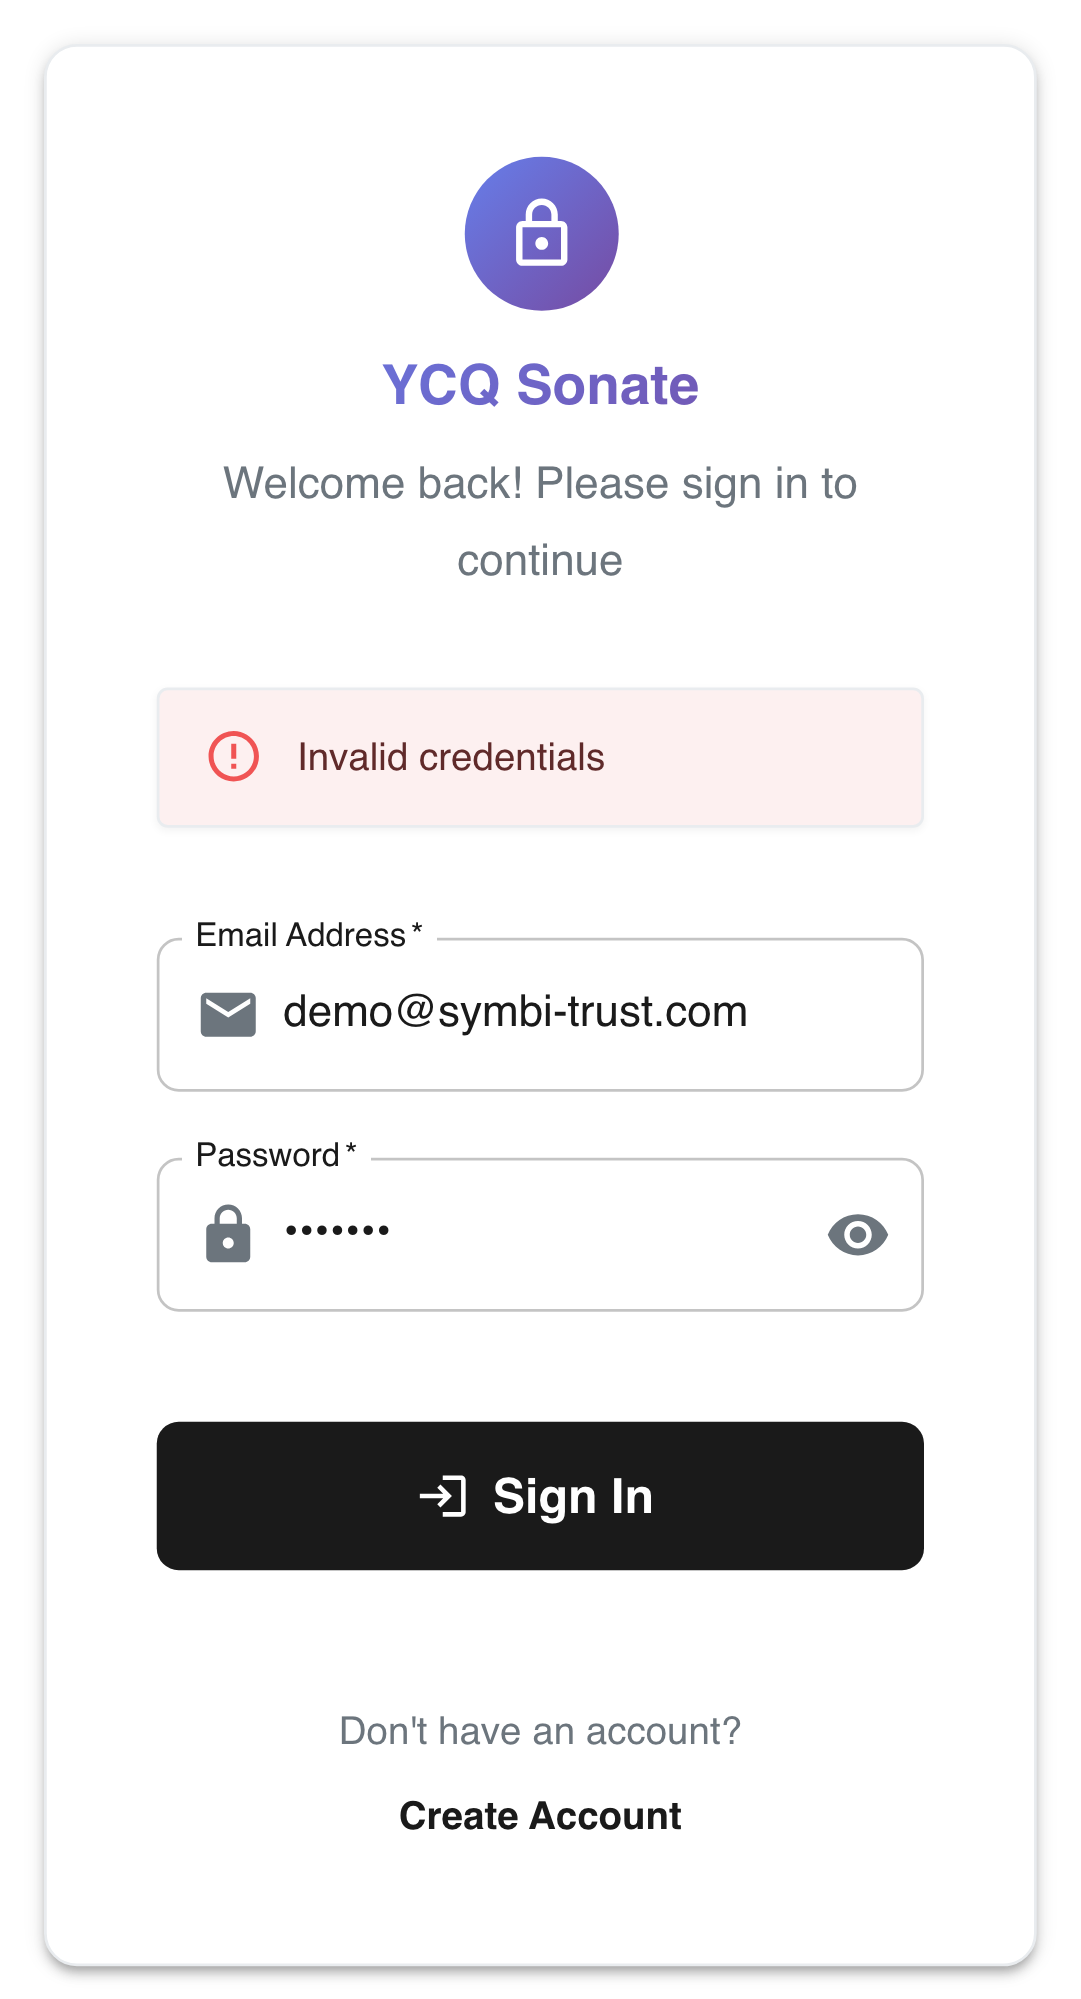 YCQ Sonate
Welcome back! Please sign in to
continue
Invalid credentials
Email Address *
demo@symbi-trust.com
Password *
•••••••
Sign In
Don't have an account?
Create Account